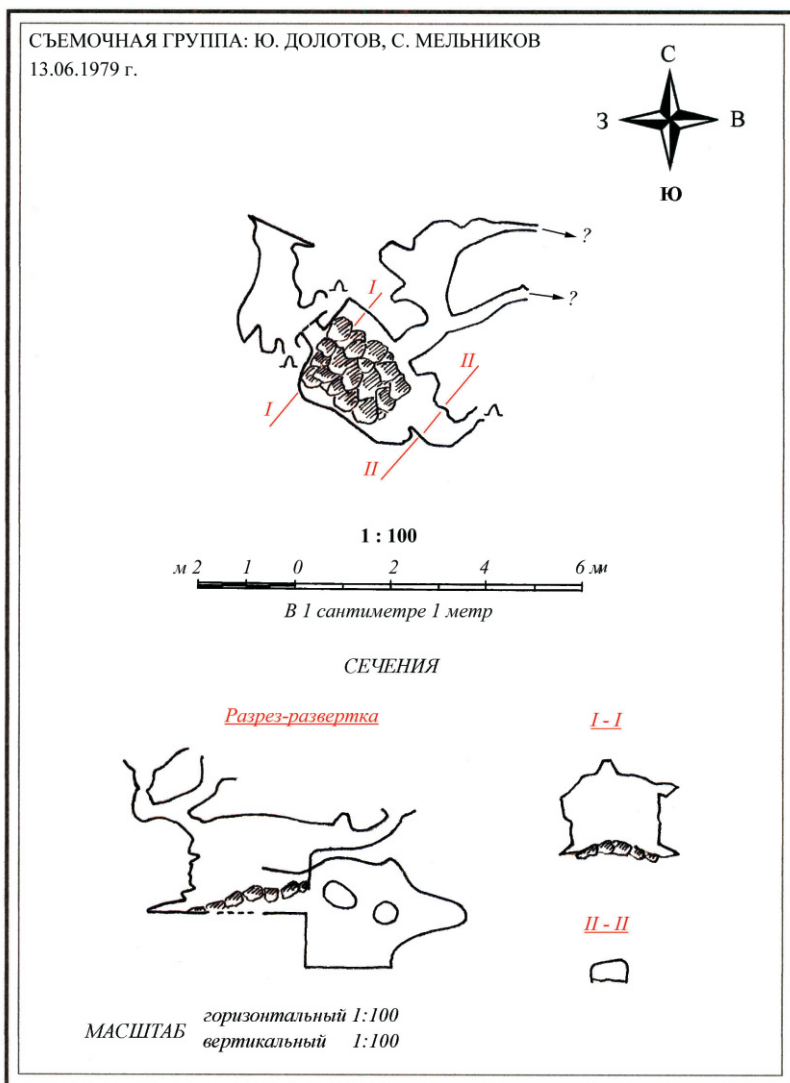 СЪЕМОЧНАЯ ГРУППА: Ю. ДОЛОТОВ, С. МЕЛЬНИКОВ
13.06.1979 г.
С
З В
Ю
?
I ?
II
I
II
1 : 100
м 2 1 0 2 4 6 м
В 1 сантиметре 1 метр
СЕЧЕНИЯ
Разрез-развертка I - I
II - II
МАСШТАБ горизонтальный 1:100
вертикальный 1:100